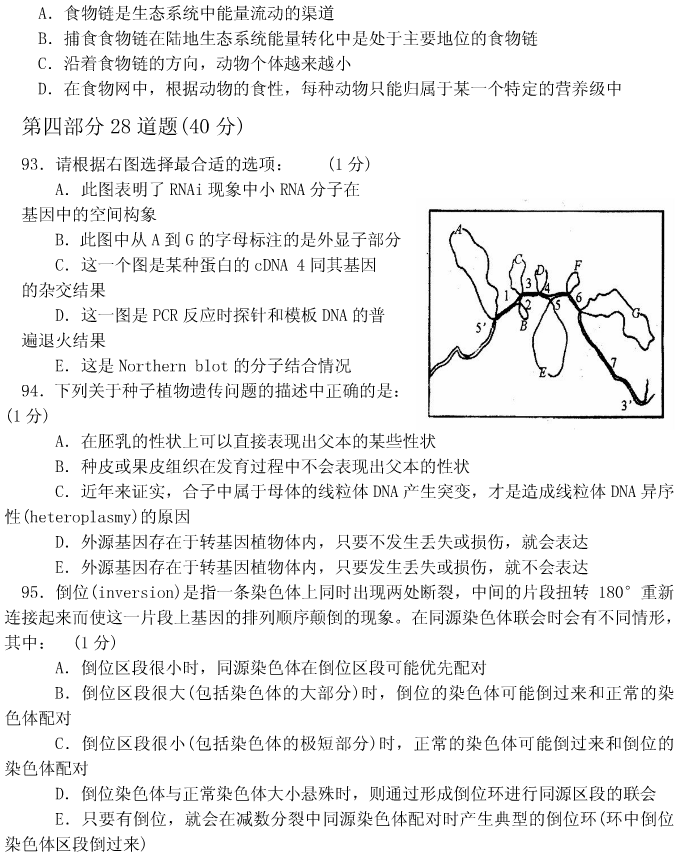 A．食物链是生态系统中能量流动的渠道
B．捕食食物链在陆地生态系统能量转化中是处于主要地位的食物链
C．沿着食物链的方向，动物个体越来越小
D．在食物网中，根据动物的食性，每种动物只能归属于某一个特定的营养级中
第四部分 28 道题(40 分)
93．请根据右图选择最合适的选项： (1 分)
A．此图表明了 RNAi 现象中小 RNA 分子在
基因中的空间构象
B．此图中从 A 到 G 的字母标注的是外显子部分
C．这一个图是某种蛋白的 cDNA 4 同其基因
的杂交结果
D．这一图是 PCR 反应时探针和模板 DNA 的普
遍退火结果
E．这是 Northern blot 的分子结合情况
A
C
D
F
1
3
4
6
2
5
G
5'
B
E
7
3'
94．下列关于种子植物遗传问题的描述中正确的是：
(1 分)
A．在胚乳的性状上可以直接表现出父本的某些性状
B．种皮或果皮组织在发育过程中不会表现出父本的性状
C．近年来证实，合子中属于母体的线粒体 DNA 产生突变，才是造成线粒体 DNA 异序
性(heteroplasmy)的原因
D．外源基因存在于转基因植物体内，只要不发生丢失或损伤，就会表达
E．外源基因存在于转基因植物体内，只要发生丢失或损伤，就不会表达
95．倒位(inversion)是指一条染色体上同时出现两处断裂，中间的片段扭转 180°重新
连接起来而使这一片段上基因的排列顺序颠倒的现象。在同源染色体联会时会有不同情形，
其中： (1 分)
A．倒位区段很小时，同源染色体在倒位区段可能优先配对
B．倒位区段很大(包括染色体的大部分)时，倒位的染色体可能倒过来和正常的染
色体配对
C．倒位区段很小(包括染色体的极短部分)时，正常的染色体可能倒过来和倒位的
染色体配对
D．倒位染色体与正常染色体大小悬殊时，则通过形成倒位环进行同源区段的联会
E．只要有倒位，就会在减数分裂中同源染色体配对时产生典型的倒位环(环中倒位
染色体区段倒过来)